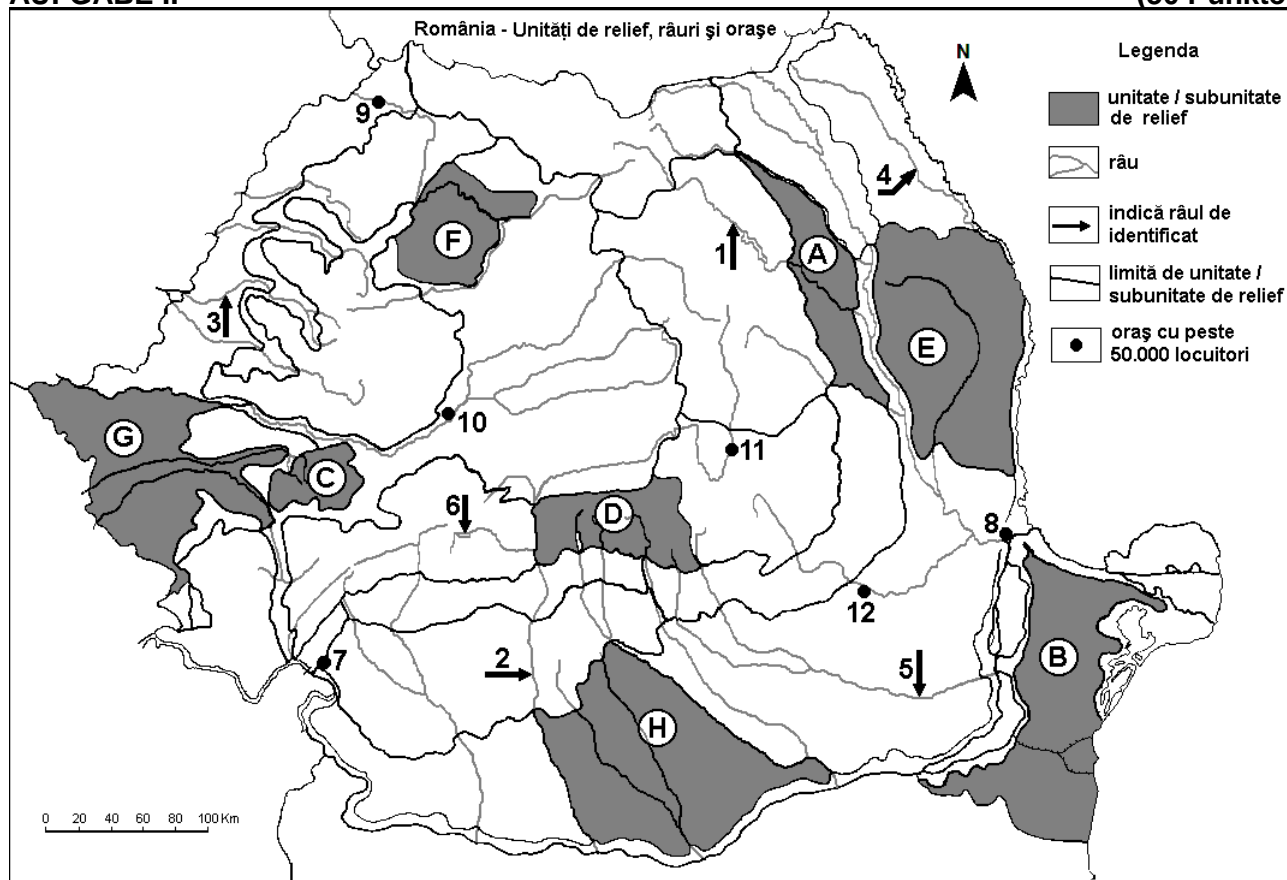 România - Unităţi de relief, râuri şi oraşe
N
Legenda
unitate / subunitate
de relief
râu
indică râul de
identificat
limită de unitate /
subunitate de relief
oraş cu peste
50.000 locuitori
9
4
F
1
A
3
E
10
G
11
C
6
D
8
12
7
2
5
B
H
0 20 40 60 80 100 Km